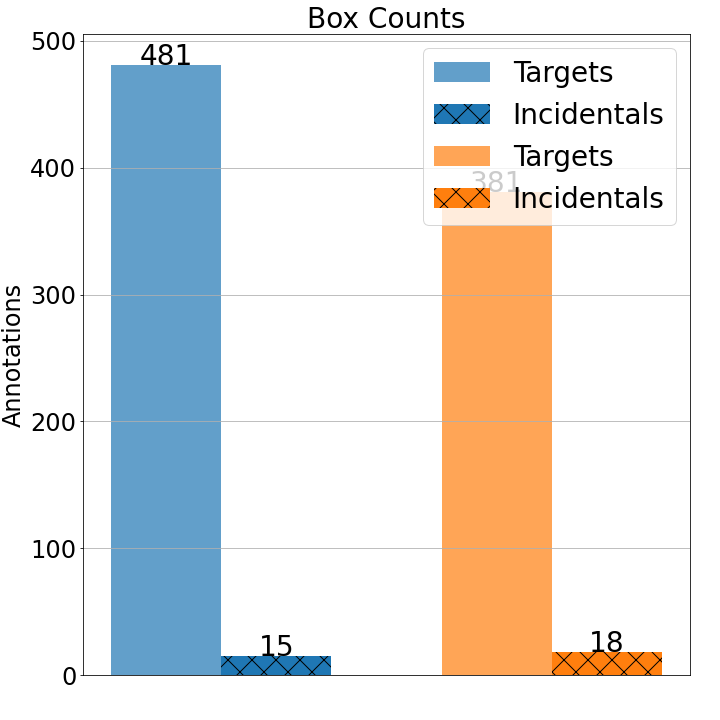 Box Counts
Annotations
500
400
300
200
100
0
481
15
381
18
Targets
Incidentals
Targets
Incidentals